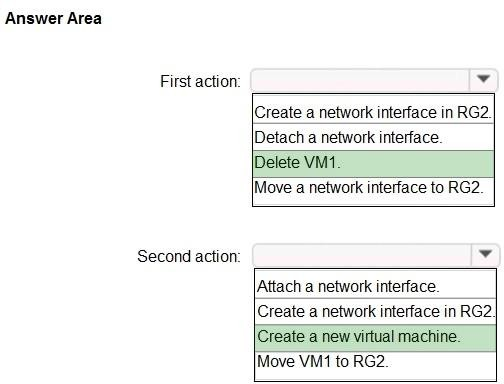 Answer Area
First action:
Create a network interface in RG2.
Detach a network interface.
Delete VM1.
Move a network interface to RG2.
Second action:
Attach a network interface.
Create a network interface in RG2.
Create a new virtual machine.
Move VM1 to RG2.